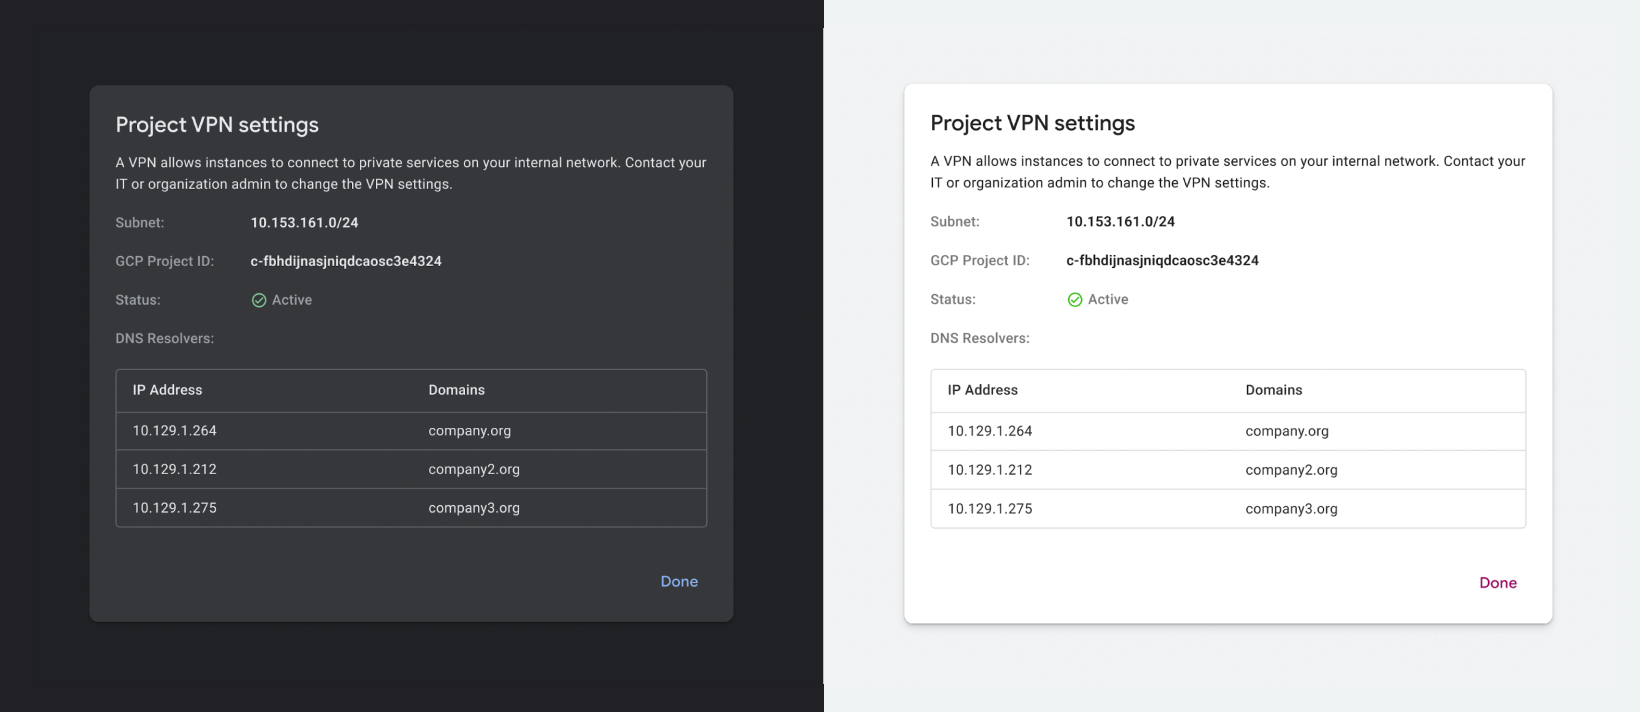 Project VPN settings
A VPN allows instances to connect to private services on your internal network. Contact your
IT or organization admin to change the VPN settings.
Subnet: 10.153.161.0/24
GCP Project ID: c-fbhdijnasjniqdcaosc3e4324
Status: Active
DNS Resolvers:
IP Address Domains
10.129.1.264 company.org
10.129.1.212 company2.org
10.129.1.275 company3.org
Done
Project VPN settings
A VPN allows instances to connect to private services on your internal network. Contact your
IT or organization admin to change the VPN settings.
Subnet: 10.153.161.0/24
GCP Project ID: c-fbhdijnasjniqdcaosc3e4324
Status: Active
DNS Resolvers:
IP Address Domains
10.129.1.264 company.org
10.129.1.212 company2.org
10.129.1.275 company3.org
Done